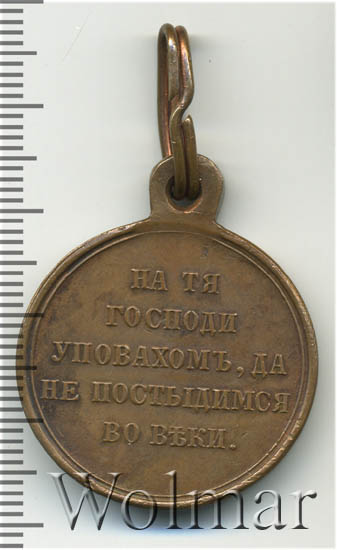 НА ТЯ
ГОСПОДИ
УПОВАХОМЪ, ДА
НЕ ПОСТЫДИМСЯ
ВО ВѢКИ.
Wolmar